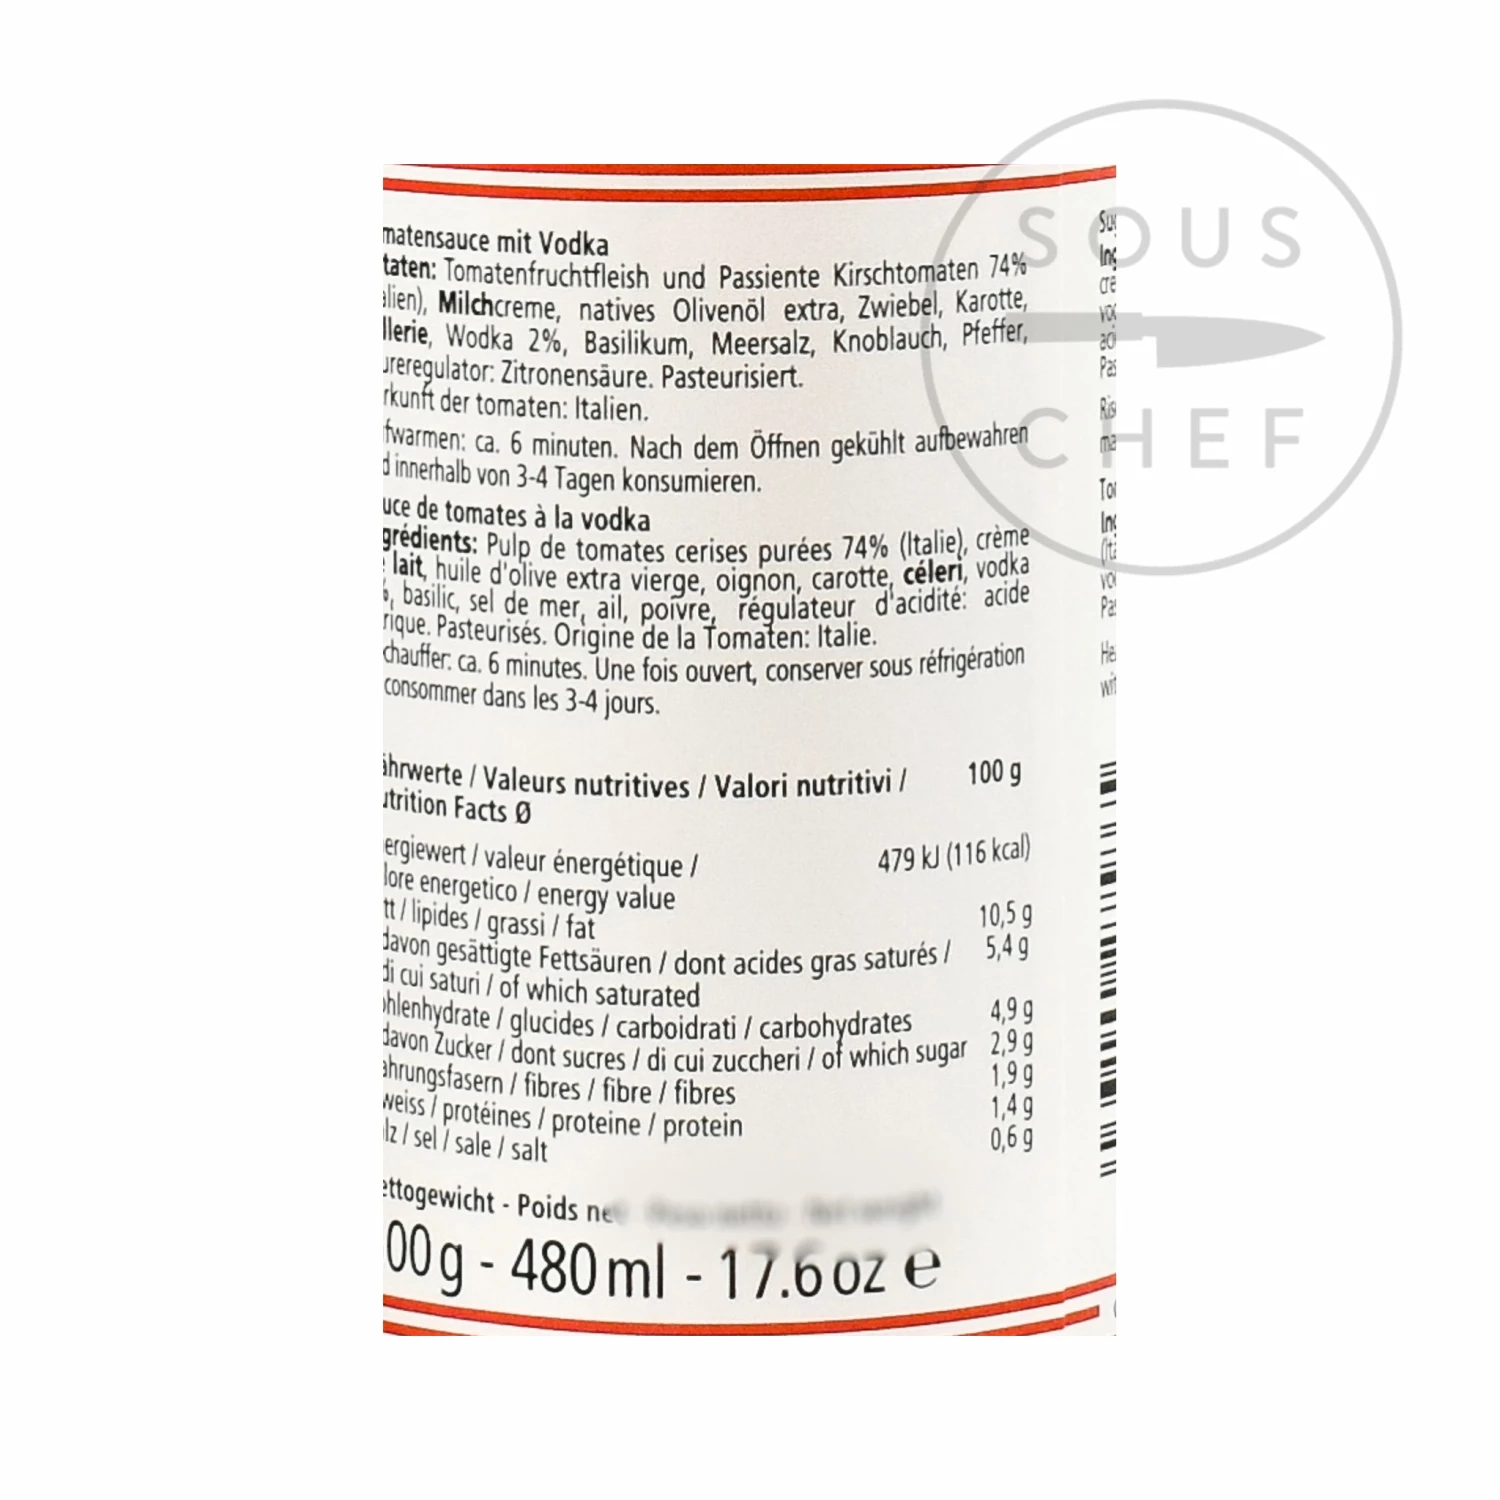 matensauce mit Vodka
taten: Tomatenfruchtfleish und Passiente Kirschtomaten 74%
alien), Milchcreme, natives Olivenöl extra, Zwiebel, Karotte,
llerie, Wodka 2%, Basilikum, Meersalz, Knoblauch, Pfeffer,
ureregulator: Zitronensäure. Pasteurisiert.
rkunft der tomaten: Italien.
fwarmen: ca. 6 minuten. Nach dem Öffnen gekühlt aufbewahren
d innerhalb von 3-4 Tagen konsumieren.
uce de tomates à la vodka
grédients: Pulp de tomates cerises purées 74% (Italie), crème
lait, huile d'olive extra vierge, oignon, carotte, céleri, vodka
%, basilic, sel de mer, ail, poivre, régulateur d'acidité: acide
rique. Pasteurisés. Origine de la Tomaten: Italie.
chauffer: ca. 6 minutes. Une fois ouvert, conserver sous réfrigération
consommer dans les 3-4 jours.
ährwerte / Valeurs nutritives / Valori nutritivi / 100 g
utrition Facts Ø
ergiewert / valeur énergétique / 479 kJ (116 kcal)
lore energetico / energy value
tt / lipides / grassi / fat 10,5 g
davon gesättigte Fettsäuren / dont acides gras saturés / 5,4 g
di cui saturi / of which saturated
ohlenhydrate / glucides / carboidrati / carbohydrates 4,9 g
davon Zucker / dont sucres / di cui zuccheri / of which sugar 2,9 g
ahrungsfasern / fibres / fibre / fibres 1,9 g
weiss / protéines / proteine / protein 1,4 g
lz / sel / sale / salt 0,6 g
ettogewicht - Poids net
00 g - 480 ml - 17.6 oz e
SOUS
CHEF
Ing
Pas